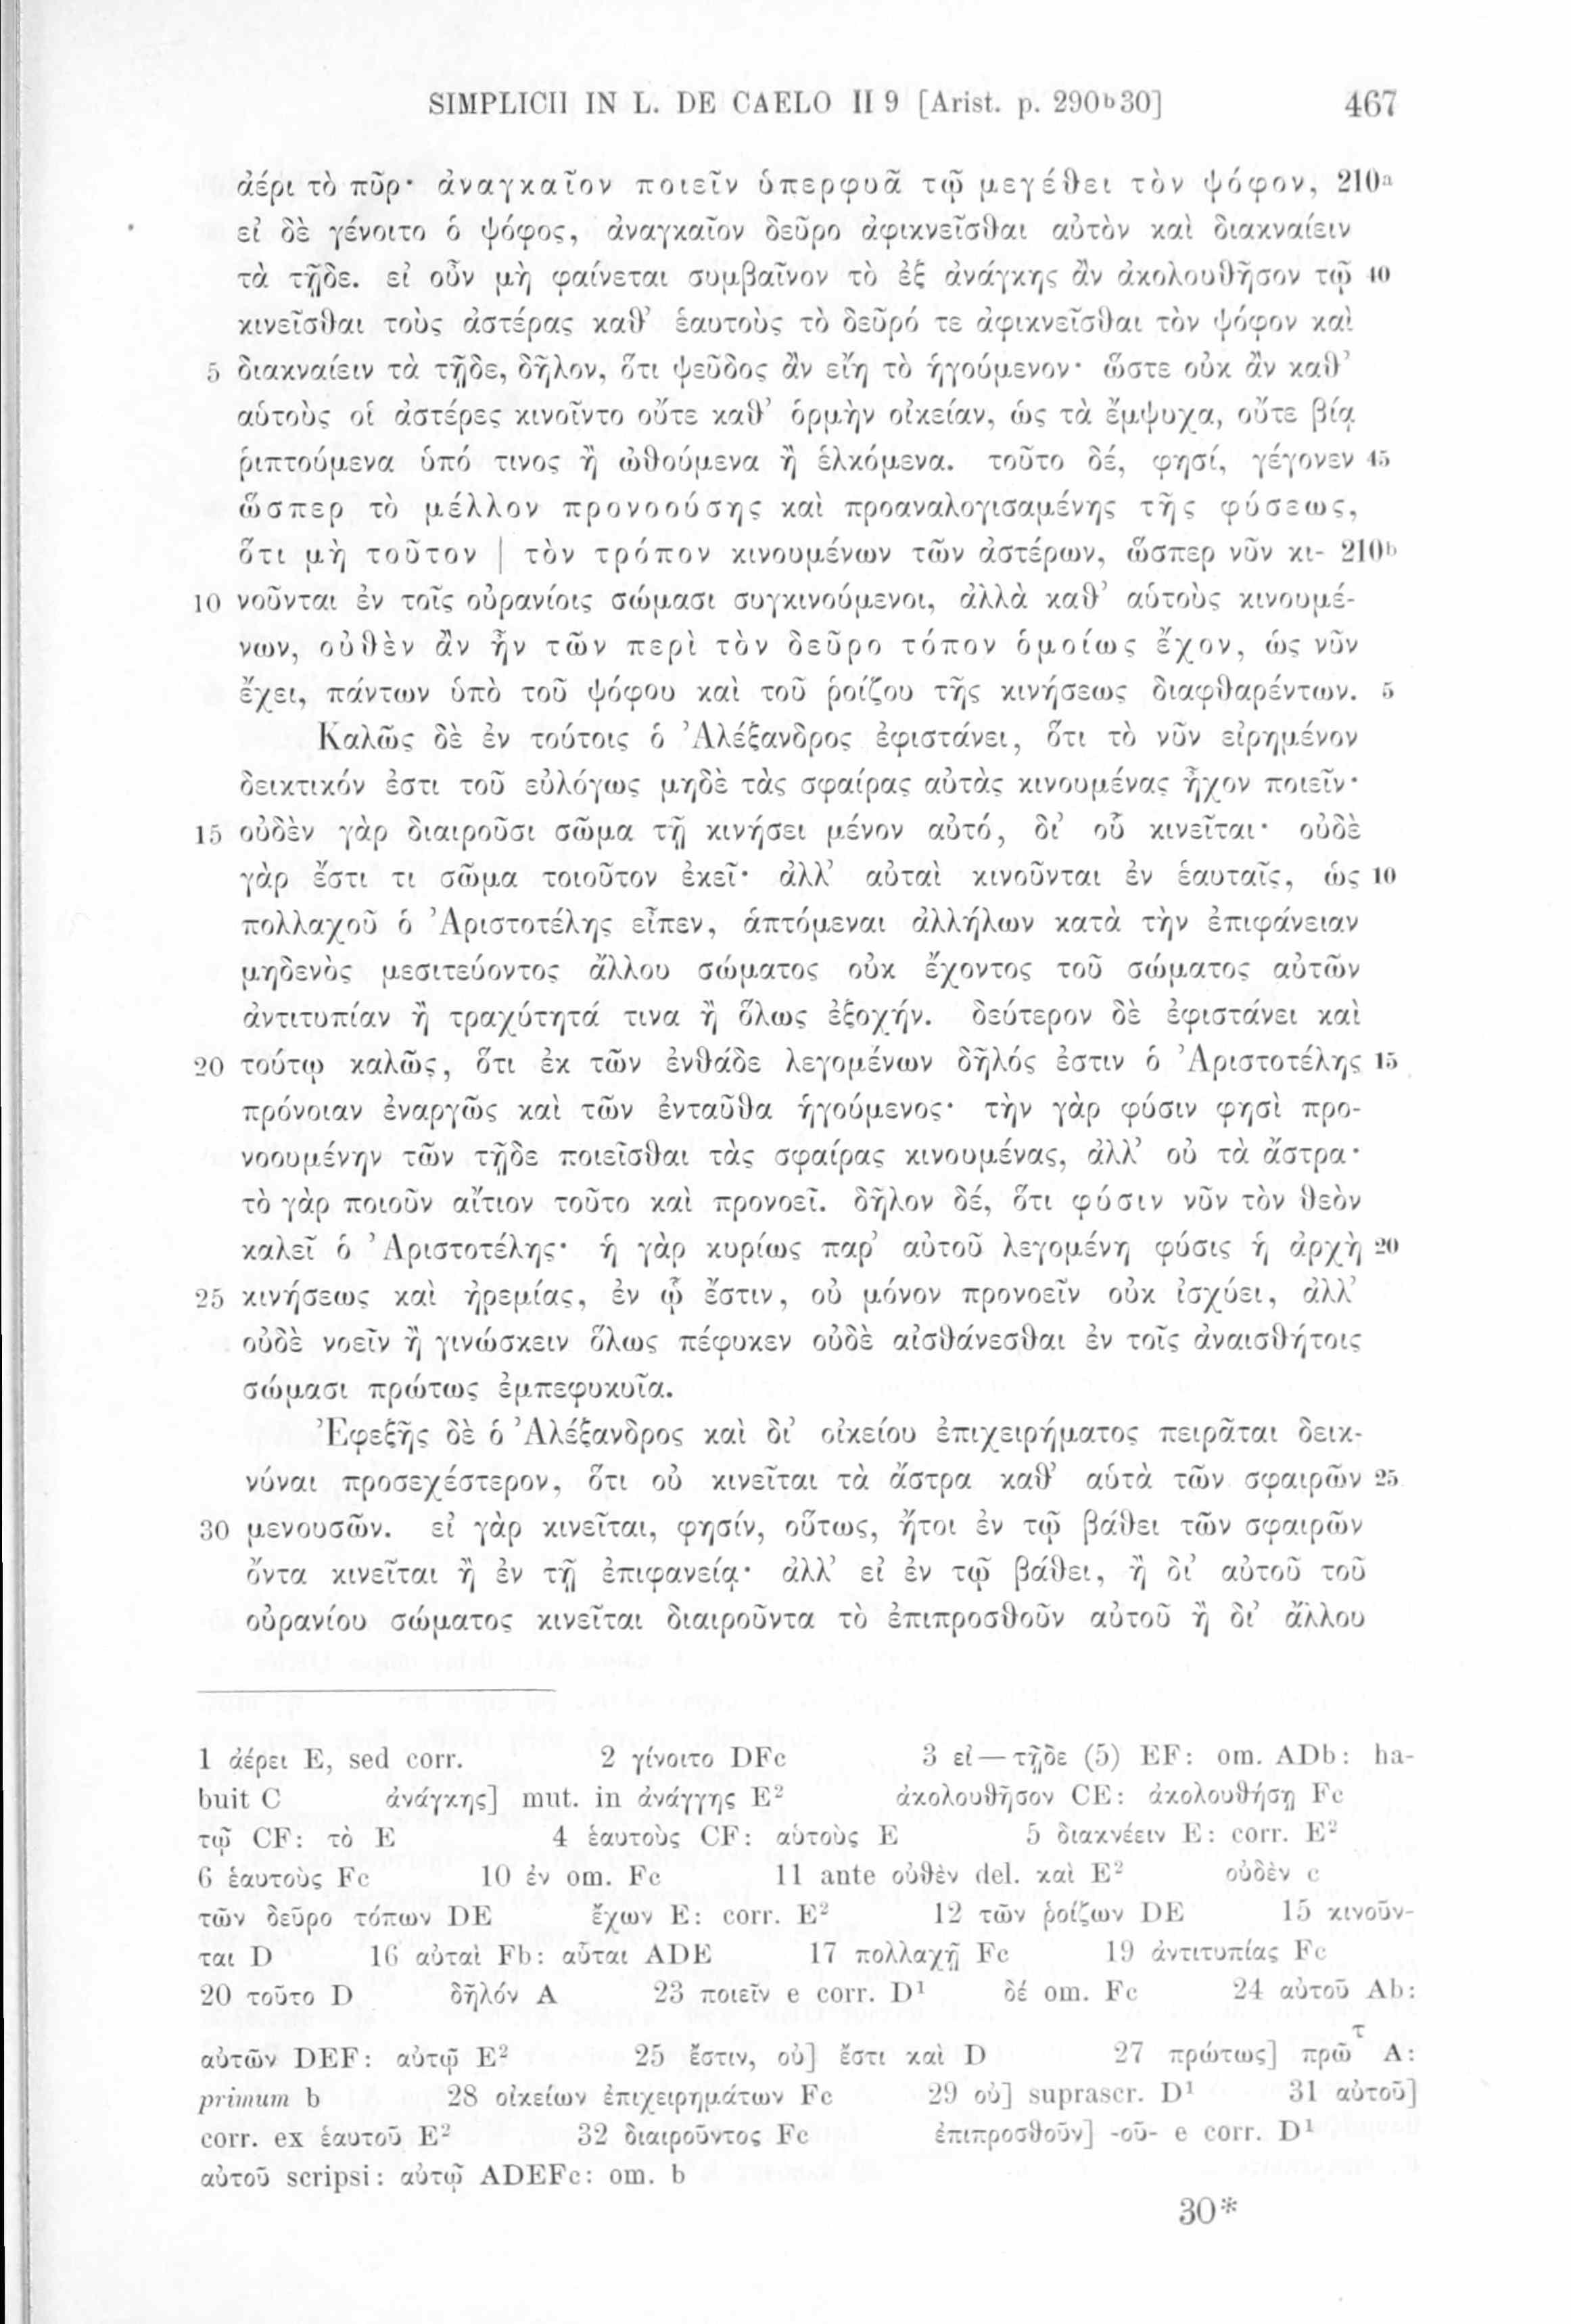 SIMPLICII IN L. DE CAELO II 9 [Arist. p. 290ᵇ30] 467
ἀέρι τὸ πῦρ· ἀναγκαῖον ποιεῖν ὑπερφυᾶ τῷ μεγέθει τὸν ψόφον, 210ᵃ
εἰ δὲ γένοιτο ὁ ψόφος, ἀναγκαῖον δεῦρο ἀφικνεῖσθαι αὐτὸν καὶ διακναίειν
τὰ τῇδε. εἰ οὖν μὴ φαίνεται συμβαῖνον τὸ ἐξ ἀνάγκης ἂν ἀκολουθῆσον τῷ 40
κινεῖσθαι τοὺς ἀστέρας καθ’ ἑαυτοὺς τὸ δεῦρό τε ἀφικνεῖσθαι τὸν ψόφον καὶ
5 διακναίειν τὰ τῇδε, δῆλον, ὅτι ψεῦδος ἂν εἴη τὸ ἡγούμενον· ὥστε οὐκ ἂν καθ’
αὑτοὺς οἱ ἀστέρες κινοῖντο οὔτε καθ’ ὁρμὴν οἰκείαν, ὡς τὰ ἔμψυχα, οὔτε βίᾳ
ῥιπτούμενα ὑπό τινος ἢ ὠθούμενα ἢ ἑλκόμενα. τοῦτο δέ, φησί, γέγονεν 45
ὥσπερ τὸ μέλλον προνοούσης καὶ προαναλογισαμένης τῆς φύσεως,
ὅτι μὴ τοῦτον | τὸν τρόπον κινουμένων τῶν ἀστέρων, ὥσπερ νῦν κι- 210ᵇ
10 νοῦνται ἐν τοῖς οὐρανίοις σώμασι συγκινούμενοι, ἀλλὰ καθ’ αὑτοὺς κινουμέ-
νων, οὐθὲν ἂν ἦν τῶν περὶ τὸν δεῦρο τόπον ὁμοίως ἔχον, ὡς νῦν
ἔχει, πάντων ὑπὸ τοῦ ψόφου καὶ τοῦ ῥοίζου τῆς κινήσεως διαφθαρέντων. 5
Καλῶς δὲ ἐν τούτοις ὁ Ἀλέξανδρος ἐφιστάνει, ὅτι τὸ νῦν εἰρημένον
δεικτικόν ἐστι τοῦ εὐλόγως μηδὲ τὰς σφαίρας αὐτὰς κινουμένας ἦχον ποιεῖν·
15 οὐδὲν γὰρ διαιροῦσι σῶμα τῇ κινήσει μένον αὐτό, δι’ οὗ κινεῖται· οὐδὲ
γὰρ ἔστι τι σῶμα τοιοῦτον ἐκεῖ· ἀλλ’ αὐταὶ κινοῦνται ἐν ἑαυταῖς, ὡς 10
πολλαχοῦ ὁ Ἀριστοτέλης εἶπεν, ἁπτόμεναι ἀλλήλων κατὰ τὴν ἐπιφάνειαν
μηδενὸς μεσιτεύοντος ἄλλου σώματος οὐκ ἔχοντος τοῦ σώματος αὐτῶν
ἀντιτυπίαν ἢ τραχύτητά τινα ἢ ὅλως ἐξοχήν. δεύτερον δὲ ἐφιστάνει καὶ
20 τούτῳ καλῶς, ὅτι ἐκ τῶν ἐνθάδε λεγομένων δῆλός ἐστιν ὁ Ἀριστοτέλης 15
πρόνοιαν ἐναργῶς καὶ τῶν ἐνταῦθα ἡγούμενος· τὴν γὰρ φύσιν φησὶ προ-
νοουμένην τῶν τῇδε ποιεῖσθαι τὰς σφαίρας κινουμένας, ἀλλ’ οὐ τὰ ἄστρα·
τὸ γὰρ ποιοῦν αἴτιον τοῦτο καὶ προνοεῖ. δῆλον δέ, ὅτι φύσιν νῦν τὸν θεὸν
καλεῖ ὁ Ἀριστοτέλης· ἡ γὰρ κυρίως παρ’ αὐτοῦ λεγομένη φύσις ἡ ἀρχὴ 20
25 κινήσεως καὶ ἠρεμίας, ἐν ᾧ ἔστιν, οὐ μόνον προνοεῖν οὐκ ἰσχύει, ἀλλ’
οὐδὲ νοεῖν ἢ γινώσκειν ὅλως πέφυκεν οὐδὲ αἰσθάνεσθαι ἐν τοῖς ἀναισθήτοις
σώμασι πρώτως ἐμπεφυκυῖα.
Ἐφεξῆς δὲ ὁ Ἀλέξανδρος καὶ δι’ οἰκείου ἐπιχειρήματος πειρᾶται δεικ-
νύναι προσεχέστερον, ὅτι οὐ κινεῖται τὰ ἄστρα καθ’ αὑτὰ τῶν σφαιρῶν 25
30 μενουσῶν. εἰ γὰρ κινεῖται, φησίν, οὕτως, ἤτοι ἐν τῷ βάθει τῶν σφαιρῶν
ὄντα κινεῖται ἢ ἐν τῇ ἐπιφανείᾳ· ἀλλ’ εἰ ἐν τῷ βάθει, ἢ δι’ αὐτοῦ τοῦ
οὐρανίου σώματος κινεῖται διαιροῦντα τὸ ἐπιπροσθοῦν αὐτοῦ ἢ δι’ ἄλλου
1 ἀέρει E, sed corr. 2 γίνοιτο DFc 3 εἰ—τῇδε (5) EF: om. ADb: ha-
buit C ἀνάγκης] mut. in ἀνάγγης E² ἀκολουθῆσον CE: ἀκολουθήσῃ Fc
τῷ CF: τὸ E 4 ἑαυτοὺς CF: αὑτοὺς E 5 διακνέειν E: corr. E²
6 ἑαυτοὺς Fc 10 ἐν om. Fc 11 ante οὐθὲν del. καὶ E² οὐδὲν c
τῶν δεῦρο τόπων DE ἔχων E: corr. E² 12 τῶν ῥοίζων DE 15 κινοῦν-
ται D 16 αὐταὶ Fb: αὗται ADE 17 πολλαχῇ Fc 19 ἀντιτυπίας Fc
20 τοῦτο D δῆλόν A 23 ποιεῖν e corr. D¹ δέ om. Fc 24 αὐτοῦ Ab:
αὐτῶν DEF: αὐτῷ E² 25 ἔστιν, οὐ] ἔστι καὶ D 27 πρώτως] πρῶ^τ A:
primum b 28 οἰκείων ἐπιχειρημάτων Fc 29 οὐ] suprascr. D¹ 31 αὐτοῦ]
corr. ex ἑαυτοῦ E² 32 διαιροῦντος Fc ἐπιπροσθοῦν] -οῦ- e corr. D¹
αὐτοῦ scripsi: αὐτῷ ADEFc: om. b
30*